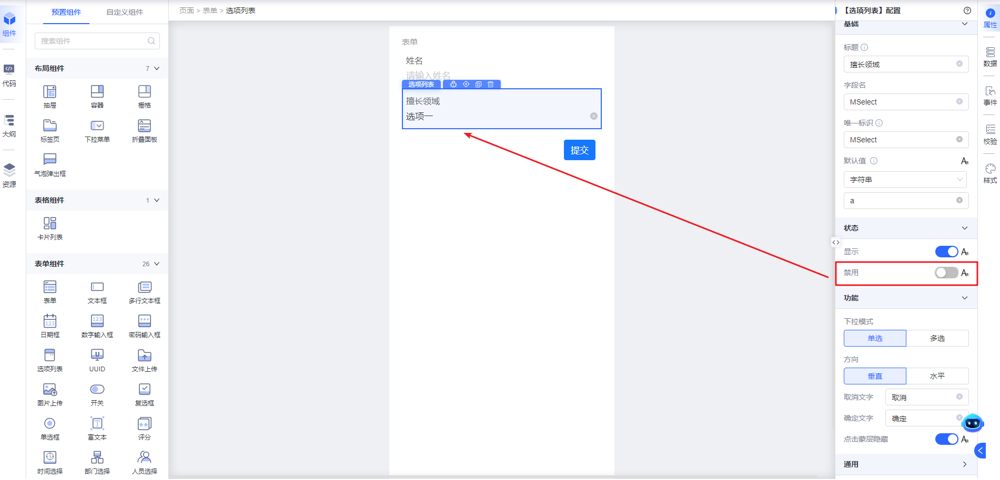 组件
代码
大纲
资源
预置组件
自定义组件
搜索组件
布局组件 7
抽屉 容器 栅格
标签页 下拉菜单 折叠面板
气泡弹出框
表格组件 1
卡片列表
表单组件 26
表单 文本框 多行文本框
123 123
日期框 数字输入框 密码输入框
选项列表 UUID 文件上传
图片上传 开关 复选框
单选框 富文本 评分
时间选择 部门选择 人员选择
页面 > 表单 > 选项列表
表单
姓名
请输入姓名
选项列表
擅长领域
选项一
提交
【选项列表】配置
基础
标题
擅长领域
字段名
MSelect
唯一标识
MSelect
默认值
字符串
a
状态
显示
禁用
功能
下拉模式
单选 多选
方向
垂直 水平
取消文字 取消
确定文字 确定
点击蒙层隐藏
通用
属性
数据
事件
校验
样式